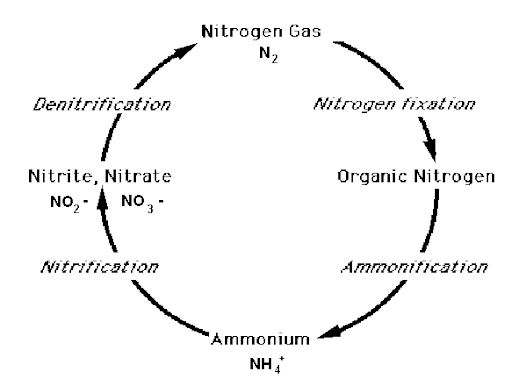 Nitrogen Gas
N₂
Denitrification
Nitrogen fixation
Nitrite, Nitrate
NO₂- NO₃-
Organic Nitrogen
Nitrification
Ammonification
Ammonium
NH₄⁺